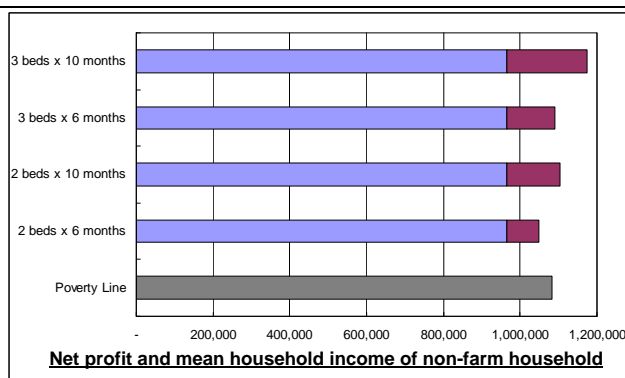 3 beds x 10 months
3 beds x 6 months
2 beds x 10 months
2 beds x 6 months
Poverty Line
- 200,000 400,000 600,000 800,000 1,000,000 1,200,000
Net profit and mean household income of non-farm household